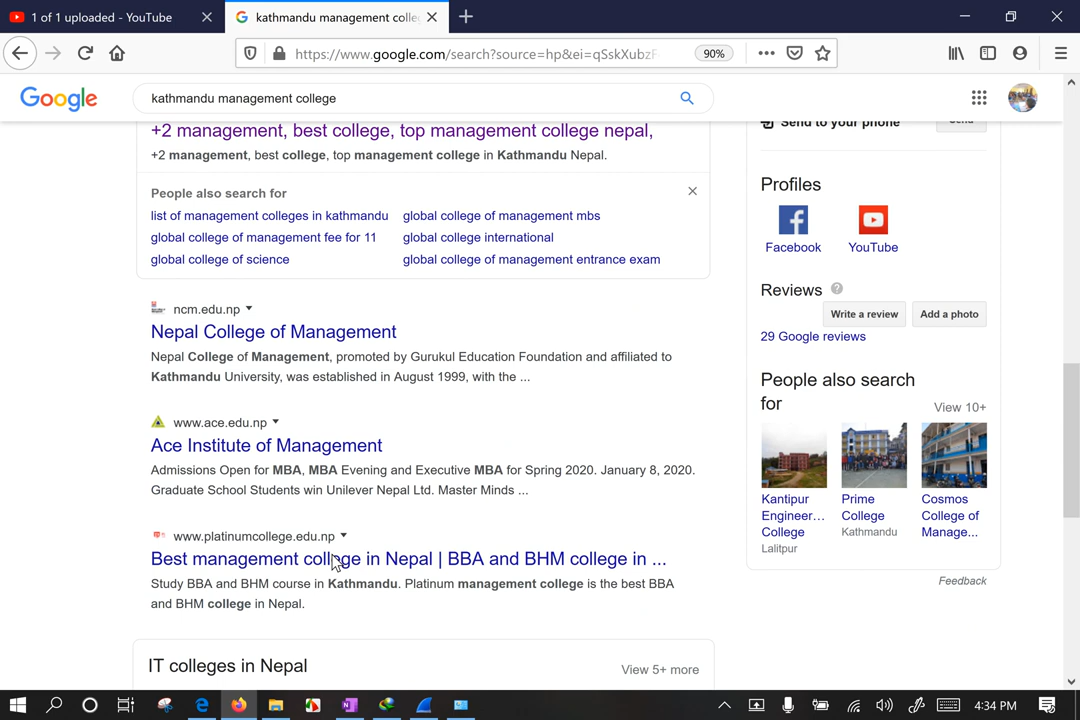 1 of 1 uploaded - YouTube
kathmandu management colle
https://www.google.com/search?source=hp&ei=qSskXubzF
90%
Google
kathmandu management college
+2 management, best college, top management college nepal,
+2 management, best college, top management college in Kathmandu Nepal.
People also search for
list of management colleges in kathmandu
global college of management mbs
global college of management fee for 11
global college international
global college of science
global college of management entrance exam
ncm.edu.np
Nepal College of Management
Nepal College of Management, promoted by Gurukul Education Foundation and affiliated to
Kathmandu University, was established in August 1999, with the ...
www.ace.edu.np
Ace Institute of Management
Admissions Open for MBA, MBA Evening and Executive MBA for Spring 2020. January 8, 2020.
Graduate School Students win Unilever Nepal Ltd. Master Minds ...
www.platinumcollege.edu.np
Best management college in Nepal | BBA and BHM college in ...
Study BBA and BHM course in Kathmandu. Platinum management college is the best BBA
and BHM college in Nepal.
IT colleges in Nepal
View 5+ more
Send to your phone
Send
Profiles
Facebook
YouTube
Reviews
Write a review
Add a photo
29 Google reviews
People also search
for
View 10+
Kantipur
Engineer...
College
Lalitpur
Prime
College
Kathmandu
Cosmos
College of
Manage...
Feedback
4:34 PM